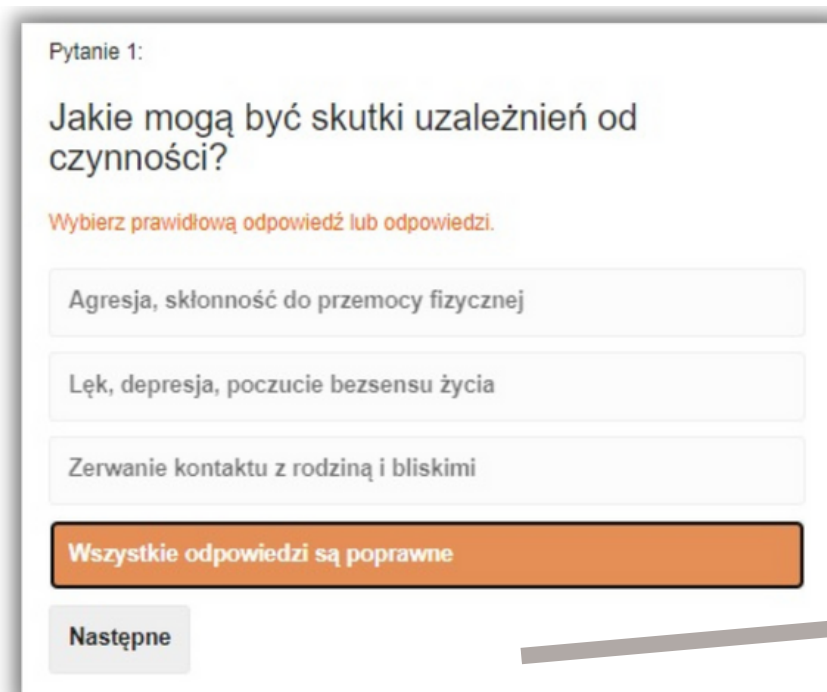 Pytanie 1:
Jakie mogą być skutki uzależnień od
czynności?
Wybierz prawidłową odpowiedź lub odpowiedzi.
Agresja, skłonność do przemocy fizycznej
Lęk, depresja, poczucie bezsensu życia
Zerwanie kontaktu z rodziną i bliskimi
Wszystkie odpowiedzi są poprawne
Następne